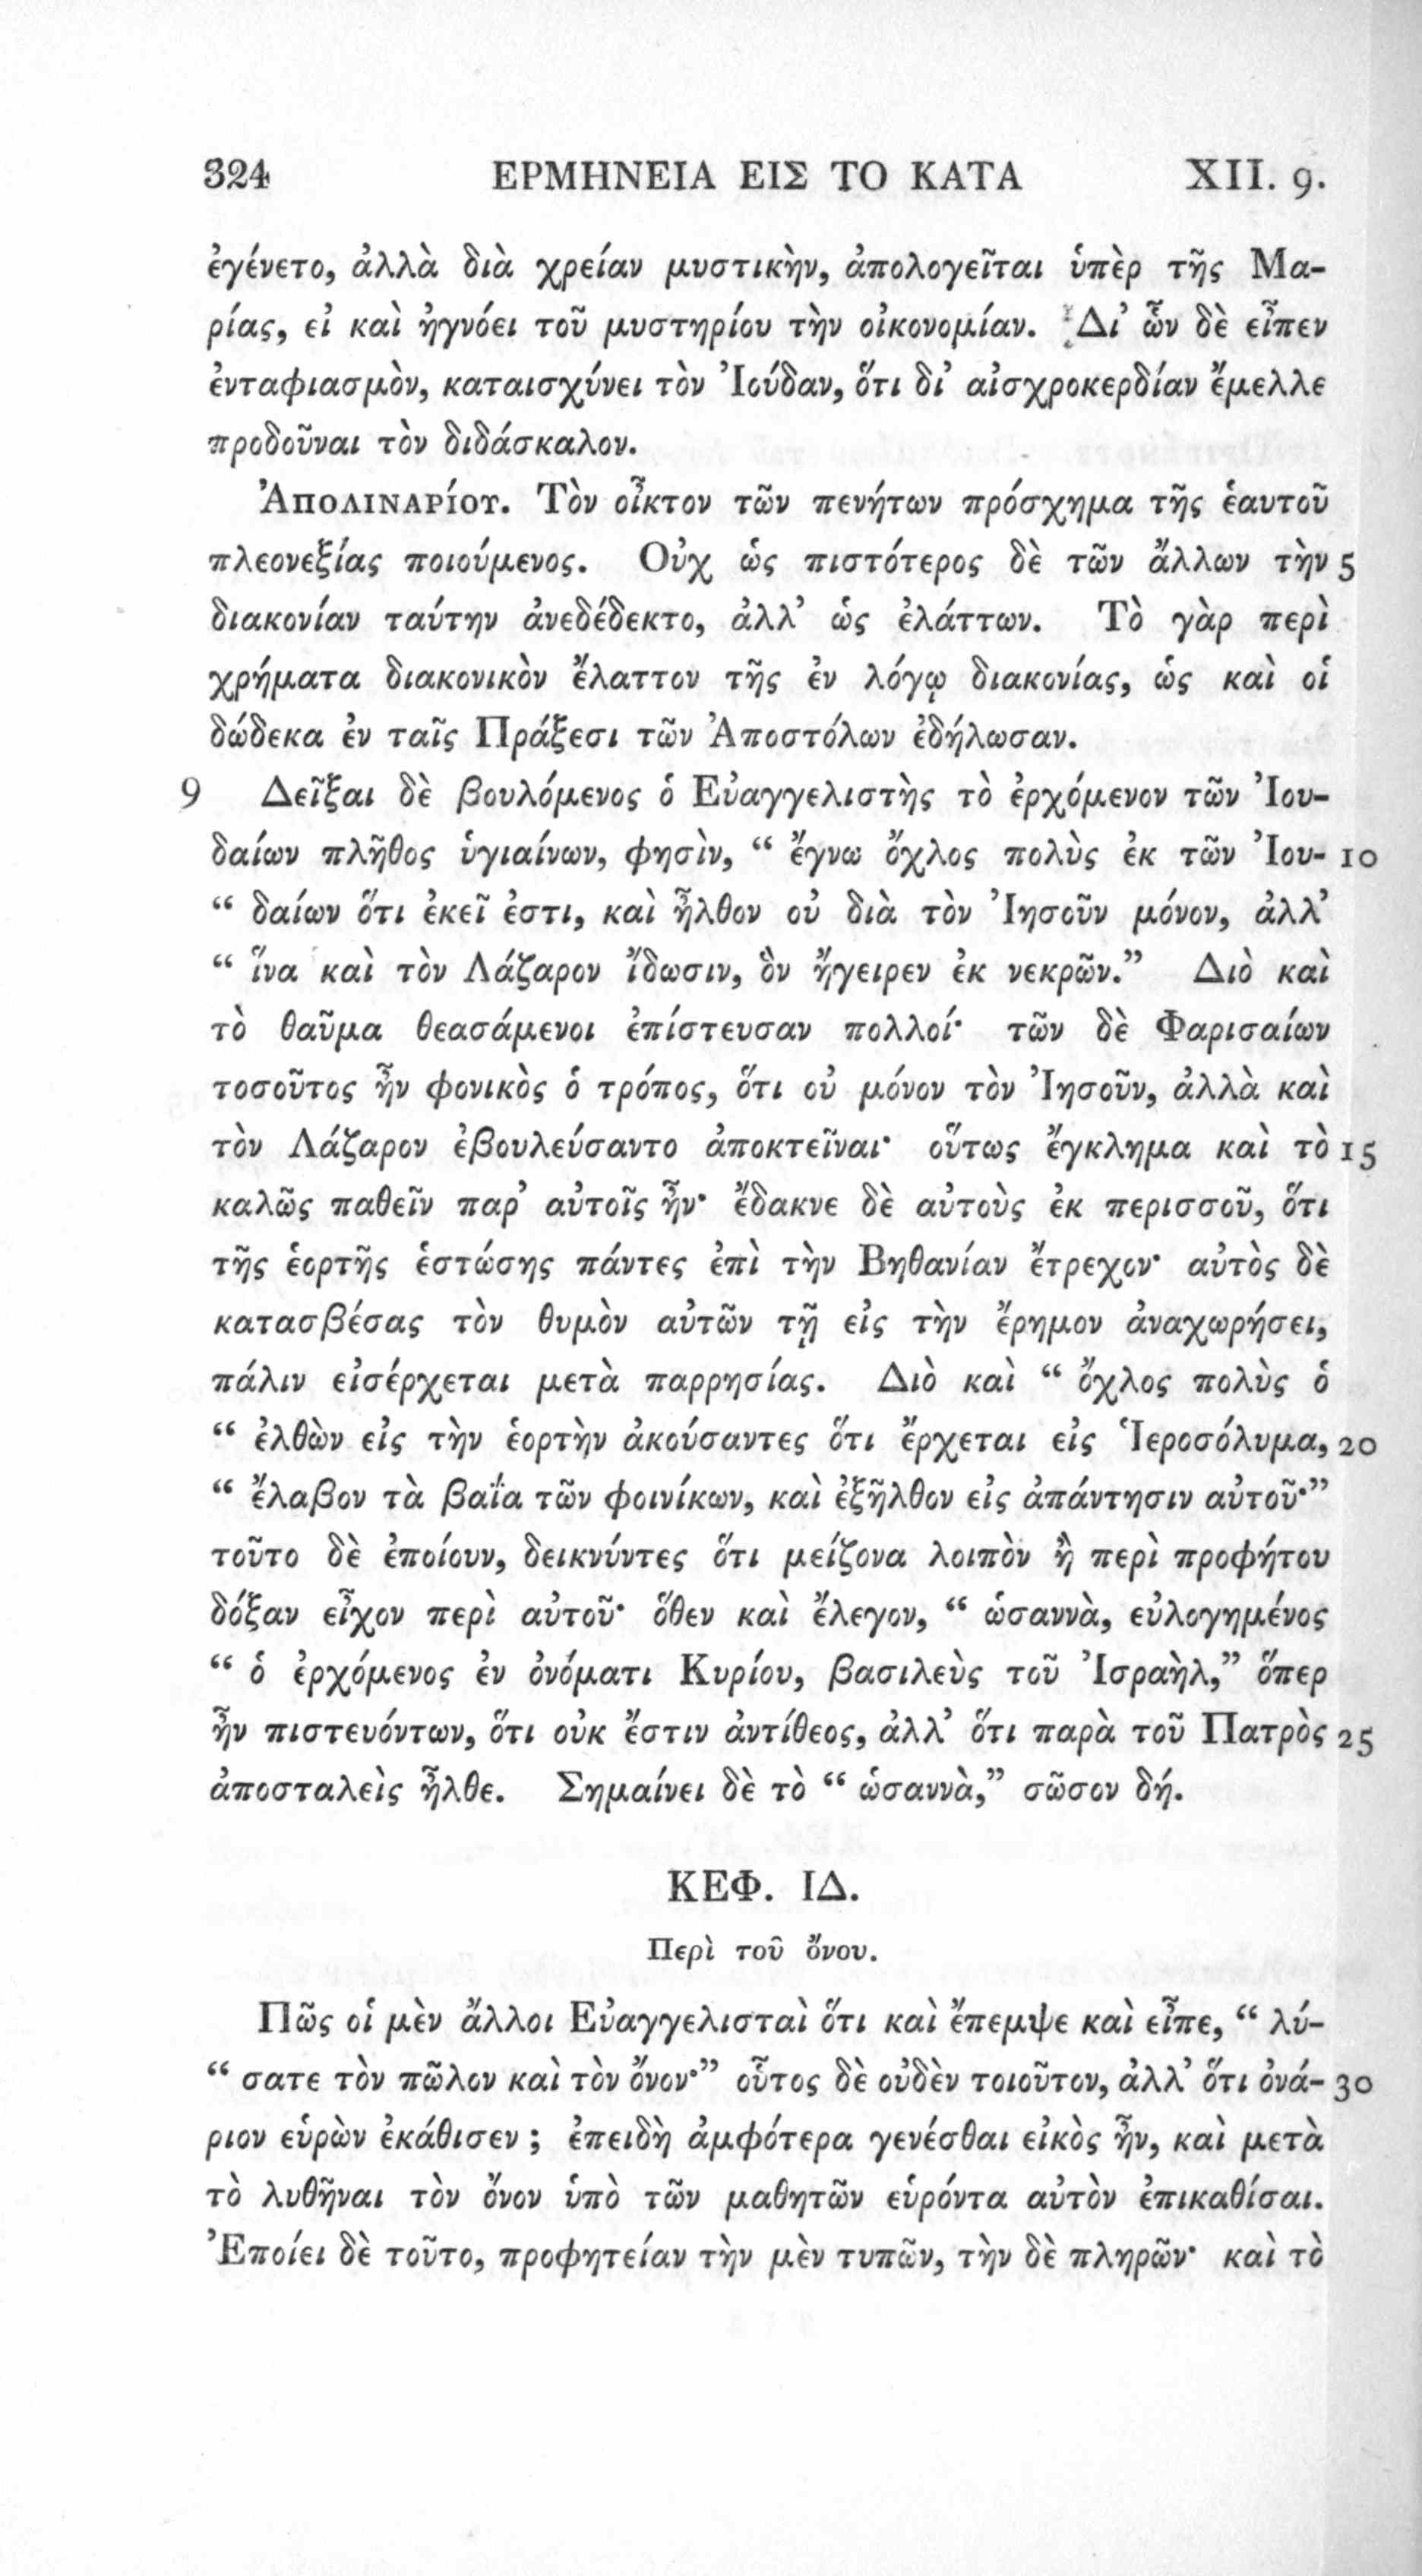 324 ΕΡΜΗΝΕΙΑ ΕΙΣ ΤΟ ΚΑΤΑ XII. 9.
ἐγένετο, ἀλλὰ διὰ χρείαν μυστικὴν, ἀπολογεῖται ὑπὲρ τῆς Μα-
ρίας, εἰ καὶ ἠγνόει τοῦ μυστηρίου τὴν οἰκονομίαν. Δι’ ὧν δὲ εἶπεν
ἐνταφιασμὸν, καταισχύνει τὸν Ἰούδαν, ὅτι δι’ αἰσχροκερδίαν ἔμελλε
προδοῦναι τὸν διδάσκαλον.
Ἀπολιναρίου. Τὸν οἶκτον τῶν πενήτων πρόσχημα τῆς ἑαυτοῦ
πλεονεξίας ποιούμενος. Οὐχ ὡς πιστότερος δὲ τῶν ἄλλων τὴν 5
διακονίαν ταύτην ἀνεδέδεκτο, ἀλλ’ ὡς ἐλάττων. Τὸ γὰρ περὶ
χρήματα διακονικὸν ἔλαττον τῆς ἐν λόγῳ διακονίας, ὡς καὶ οἱ
δώδεκα ἐν ταῖς Πράξεσι τῶν Ἀποστόλων ἐδήλωσαν.
9 Δεῖξαι δὲ βουλόμενος ὁ Εὐαγγελιστὴς τὸ ἐρχόμενον τῶν Ἰου-
δαίων πλῆθος ὑγιαίνων, φησὶν, “ ἔγνω ὄχλος πολὺς ἐκ τῶν Ἰου- 10
“ δαίων ὅτι ἐκεῖ ἐστι, καὶ ἦλθον οὐ διὰ τὸν Ἰησοῦν μόνον, ἀλλ’
“ ἵνα καὶ τὸν Λάζαρον ἴδωσιν, ὃν ἤγειρεν ἐκ νεκρῶν.” Διὸ καὶ
τὸ θαῦμα θεασάμενοι ἐπίστευσαν πολλοί· τῶν δὲ Φαρισαίων
τοσοῦτος ἦν φονικὸς ὁ τρόπος, ὅτι οὐ μόνον τὸν Ἰησοῦν, ἀλλὰ καὶ
τὸν Λάζαρον ἐβουλεύσαντο ἀποκτεῖναι· οὕτως ἔγκλημα καὶ τὸ 15
καλῶς παθεῖν παρ’ αὐτοῖς ἦν· ἔδακνε δὲ αὐτοὺς ἐκ περισσοῦ, ὅτι
τῆς ἑορτῆς ἑστώσης πάντες ἐπὶ τὴν Βηθανίαν ἔτρεχον· αὐτὸς δὲ
κατασβέσας τὸν θυμὸν αὐτῶν τῇ εἰς τὴν ἔρημον ἀναχωρήσει,
πάλιν εἰσέρχεται μετὰ παρρησίας. Διὸ καὶ “ ὄχλος πολὺς ὁ
“ ἐλθὼν εἰς τὴν ἑορτὴν ἀκούσαντες ὅτι ἔρχεται εἰς Ἱεροσόλυμα, 20
“ ἔλαβον τὰ βαΐα τῶν φοινίκων, καὶ ἐξῆλθον εἰς ἀπάντησιν αὐτοῦ·”
τοῦτο δὲ ἐποίουν, δεικνύντες ὅτι μείζονα λοιπὸν ἢ περὶ προφήτου
δόξαν εἶχον περὶ αὐτοῦ· ὅθεν καὶ ἔλεγον, “ ὡσαννὰ, εὐλογημένος
“ ὁ ἐρχόμενος ἐν ὀνόματι Κυρίου, βασιλεὺς τοῦ Ἰσραὴλ,” ὅπερ
ἦν πιστευόντων, ὅτι οὐκ ἔστιν ἀντίθεος, ἀλλ’ ὅτι παρὰ τοῦ Πατρὸς 25
ἀποσταλεὶς ἦλθε. Σημαίνει δὲ τὸ “ ὡσαννὰ,” σῶσον δή.
ΚΕΦ. ΙΔ.
Περὶ τοῦ ὄνου.
Πῶς οἱ μὲν ἄλλοι Εὐαγγελισταὶ ὅτι καὶ ἔπεμψε καὶ εἶπε, “ λύ-
“ σατε τὸν πῶλον καὶ τὸν ὄνον·” οὗτος δὲ οὐδὲν τοιοῦτον, ἀλλ’ ὅτι ὀνά- 30
ριον εὑρὼν ἐκάθισεν ; ἐπειδὴ ἀμφότερα γενέσθαι εἰκὸς ἦν, καὶ μετὰ
τὸ λυθῆναι τὸν ὄνον ὑπὸ τῶν μαθητῶν εὑρόντα αὐτὸν ἐπικαθίσαι.
Ἐποίει δὲ τοῦτο, προφητείαν τὴν μὲν τυπῶν, τὴν δὲ πληρῶν· καὶ τὸ